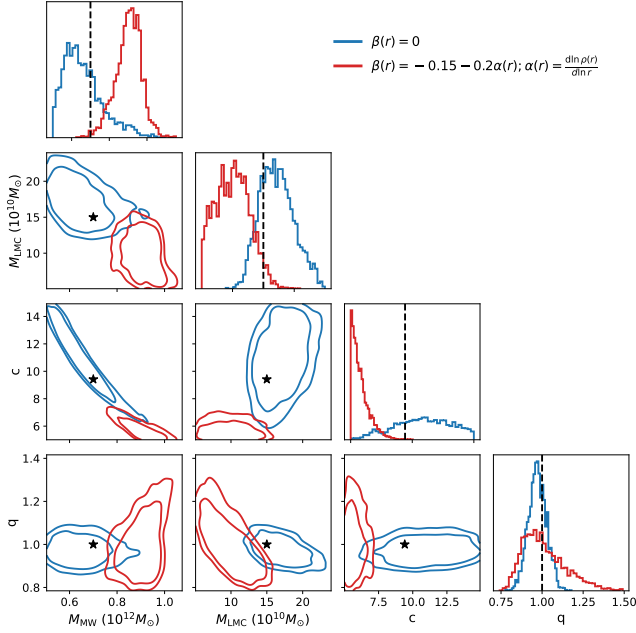 β(r) = 0
β(r) = −0.15 − 0.2α(r); α(r) = dln ρ(r)/dln r
M_LMC (10^10 M_⊙)
20
15
10
c
14
12
10
8
6
q
1.4
1.2
1.0
0.8
0.6 0.8 1.0
M_MW (10^12 M_⊙)
5 10 15 20
M_LMC (10^10 M_⊙)
7.5 10.0 12.5
c
0.75 1.00 1.25 1.50
q